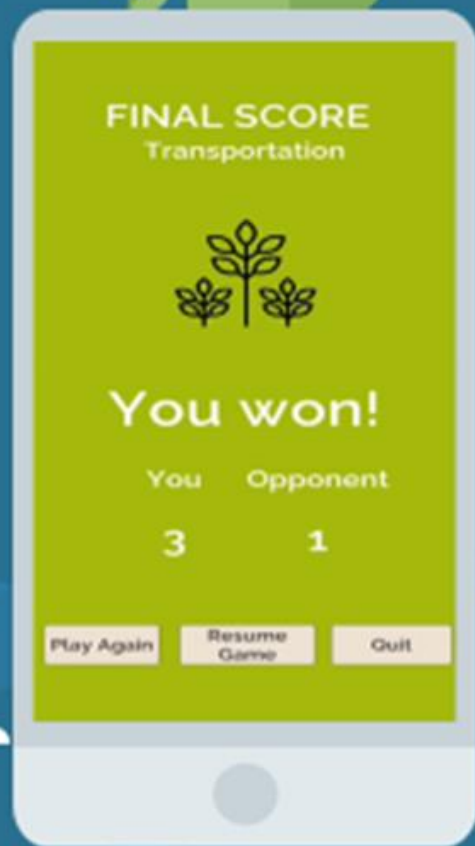 FINAL SCORE
Transportation
You won!
You Opponent
3 1
Play Again
Resume
Game
Quit